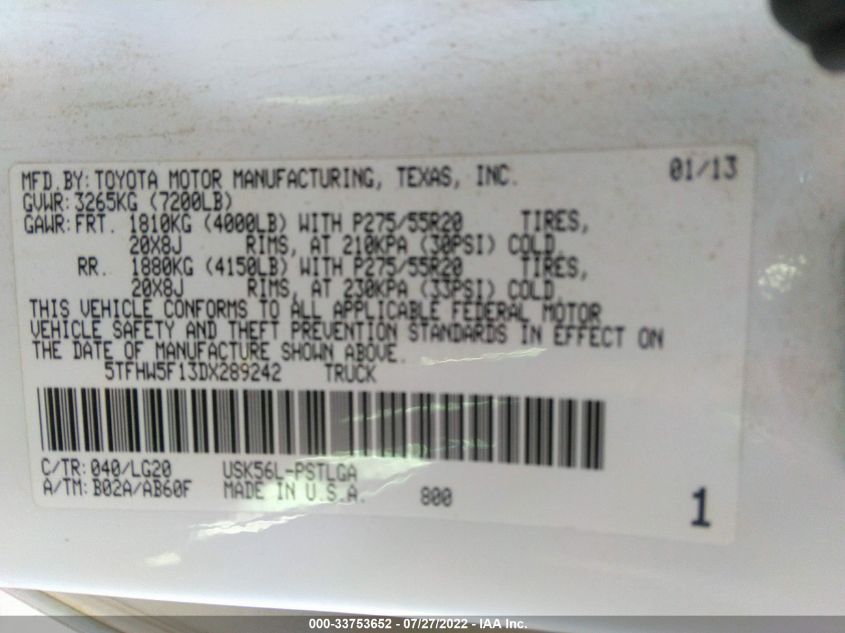 MFD.BY:TOYOTA MOTOR MANUFACTURING, TEXAS, INC. 01/13
GVWR:3265KG (7200LB)
GAWR:FRT. 1810KG (4000LB) WITH P275/55R20 TIRES,
20X8J RIMS, AT 210KPA (30PSI) COLD
RR. 1880KG (4150LB) WITH P275/55R20 TIRES,
20X8J RIMS, AT 230KPA (33PSI) COLD
THIS VEHICLE CONFORMS TO ALL APPLICABLE FEDERAL MOTOR
VEHICLE SAFETY AND THEFT PREVENTION STANDARDS IN EFFECT ON
THE DATE OF MANUFACTURE SHOWN ABOVE.
5TFHW5F13DX289242 TRUCK
C/TR:040/LG20 USK56L-PSTLGA
A/TM:B02A/AB60F MADE IN U.S.A. 800
1
000-33753652 - 07/27/2022 - IAA Inc.